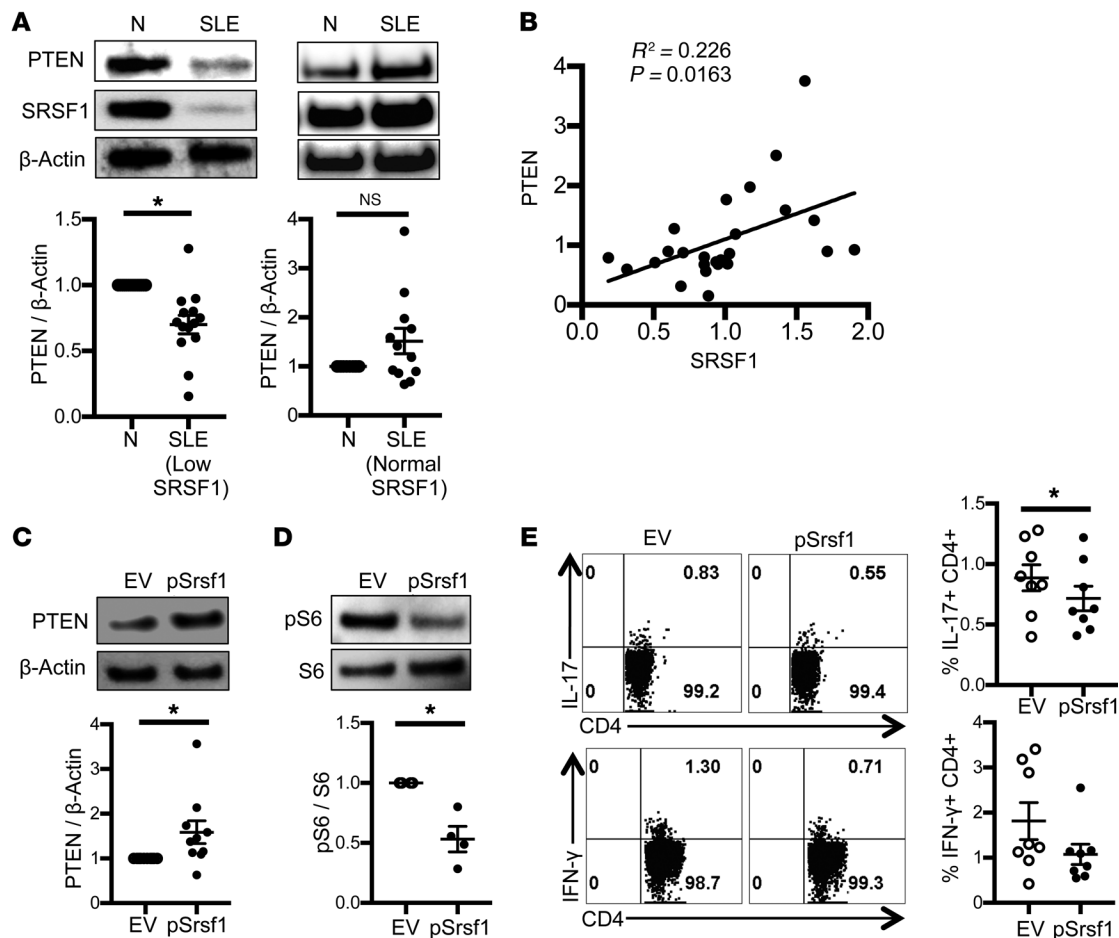 A
N SLE
PTEN
SRSF1
β-Actin
N SLE
*
PTEN / β-Actin
1.5
1.0
0.5
0.0
N SLE
(Low
SRSF1)
NS
PTEN / β-Actin
4
3
2
1
0
N SLE
(Normal
SRSF1)
B
R² = 0.226
P = 0.0163
PTEN
4
3
2
1
0
0.0 0.5 1.0 1.5 2.0
SRSF1
C
EV pSrsf1
PTEN
β-Actin
*
PTEN / β-Actin
4
3
2
1
0
EV pSrsf1
D
EV pSrsf1
pS6
S6
*
pS6 / S6
1.5
1.0
0.5
0.0
EV pSrsf1
E
EV pSrsf1
IL-17
0 0.83
0 99.2
0 0.55
0 99.4
CD4
IFN-γ
0 1.30
0 98.7
0 0.71
0 99.3
CD4
*
% IL-17+ CD4+
1.5
1.0
0.5
0.0
EV pSrsf1
% IFN-γ+ CD4+
4
3
2
1
0
EV pSrsf1